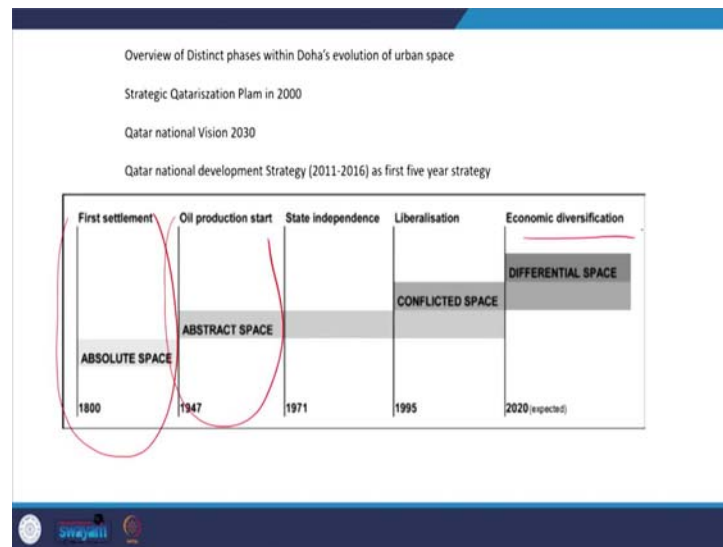 Overview of Distinct phases within Doha's evolution of urban space
Strategic Qatariszation Plam in 2000
Qatar national Vision 2030
Qatar national development Strategy (2011-2016) as first five year strategy
First settlement Oil production start State independence Liberalisation Economic diversification
DIFFERENTIAL SPACE
CONFLICTED SPACE
ABSTRACT SPACE
ABSOLUTE SPACE
1800 1947 1971 1995 2020 (expected)
swayam